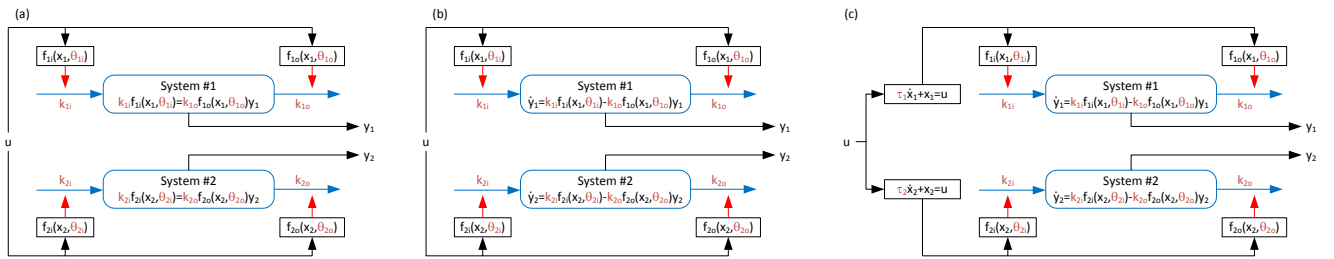 (a)
f₁ᵢ(x₁,θ₁ᵢ)
f₁ₒ(x₁,θ₁ₒ)
System #1
k₁ᵢf₁ᵢ(x₁,θ₁ᵢ)=k₁ₒf₁ₒ(x₁,θ₁ₒ)y₁
k₁ᵢ
k₁ₒ
y₁
u
y₂
k₂ᵢ
k₂ₒ
System #2
k₂ᵢf₂ᵢ(x₂,θ₂ᵢ)=k₂ₒf₂ₒ(x₂,θ₂ₒ)y₂
f₂ᵢ(x₂,θ₂ᵢ)
f₂ₒ(x₂,θ₂ₒ)
(b)
f₁ᵢ(x₁,θ₁ᵢ)
f₁ₒ(x₁,θ₁ₒ)
System #1
ẏ₁=k₁ᵢf₁ᵢ(x₁,θ₁ᵢ)-k₁ₒf₁ₒ(x₁,θ₁ₒ)y₁
k₁ᵢ
k₁ₒ
y₁
u
y₂
k₂ᵢ
k₂ₒ
System #2
ẏ₂=k₂ᵢf₂ᵢ(x₂,θ₂ᵢ)-k₂ₒf₂ₒ(x₂,θ₂ₒ)y₂
f₂ᵢ(x₂,θ₂ᵢ)
f₂ₒ(x₂,θ₂ₒ)
(c)
f₁ᵢ(x₁,θ₁ᵢ)
f₁ₒ(x₁,θ₁ₒ)
τ₁ẋ₁+x₁=u
System #1
ẏ₁=k₁ᵢf₁ᵢ(x₁,θ₁ᵢ)-k₁ₒf₁ₒ(x₁,θ₁ₒ)y₁
k₁ᵢ
k₁ₒ
y₁
u
y₂
τ₂ẋ₂+x₂=u
k₂ᵢ
k₂ₒ
System #2
ẏ₂=k₂ᵢf₂ᵢ(x₂,θ₂ᵢ)-k₂ₒf₂ₒ(x₂,θ₂ₒ)y₂
f₂ᵢ(x₂,θ₂ᵢ)
f₂ₒ(x₂,θ₂ₒ)